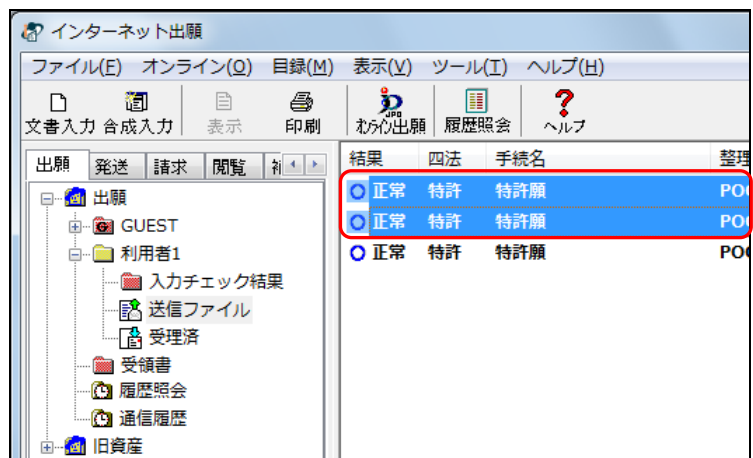 インターネット出願
ファイル(F) オンライン(O) 目録(M) 表示(V) ツール(T) ヘルプ(H)
文書入力 合成入力 表示 印刷 オンライン出願 履歴照会 ヘルプ
出願 発送 請求 閲覧
結果 四法 手続名 整理
正常 特許 特許願
正常 特許 特許願
正常 特許 特許願
出願
GUEST
利用者1
入力チェック結果
送信ファイル
受理済
受領書
履歴照会
通信履歴
旧資産